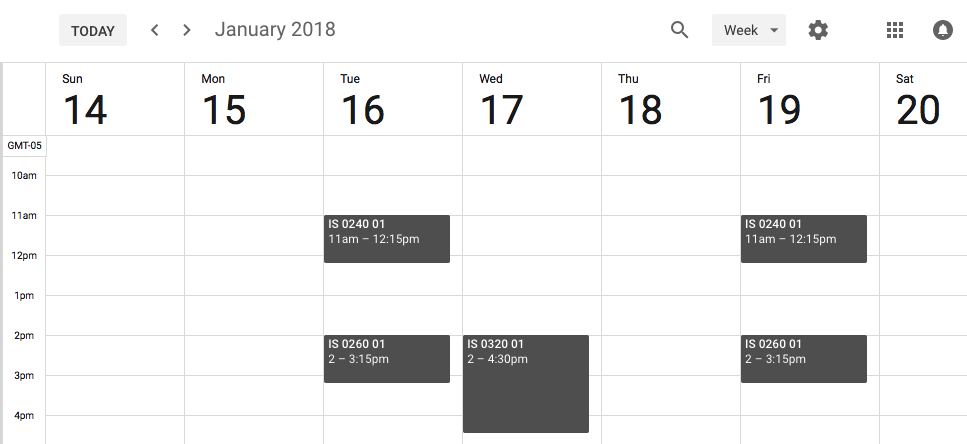 TODAY
January 2018
Week
Sun
14
Mon
15
Tue
16
Wed
17
Thu
18
Fri
19
Sat
20
GMT-05
10am
11am
12pm
1pm
2pm
3pm
4pm
IS 0240 01
11am – 12:15pm
IS 0260 01
2 – 3:15pm
IS 0320 01
2 – 4:30pm
IS 0240 01
11am – 12:15pm
IS 0260 01
2 – 3:15pm